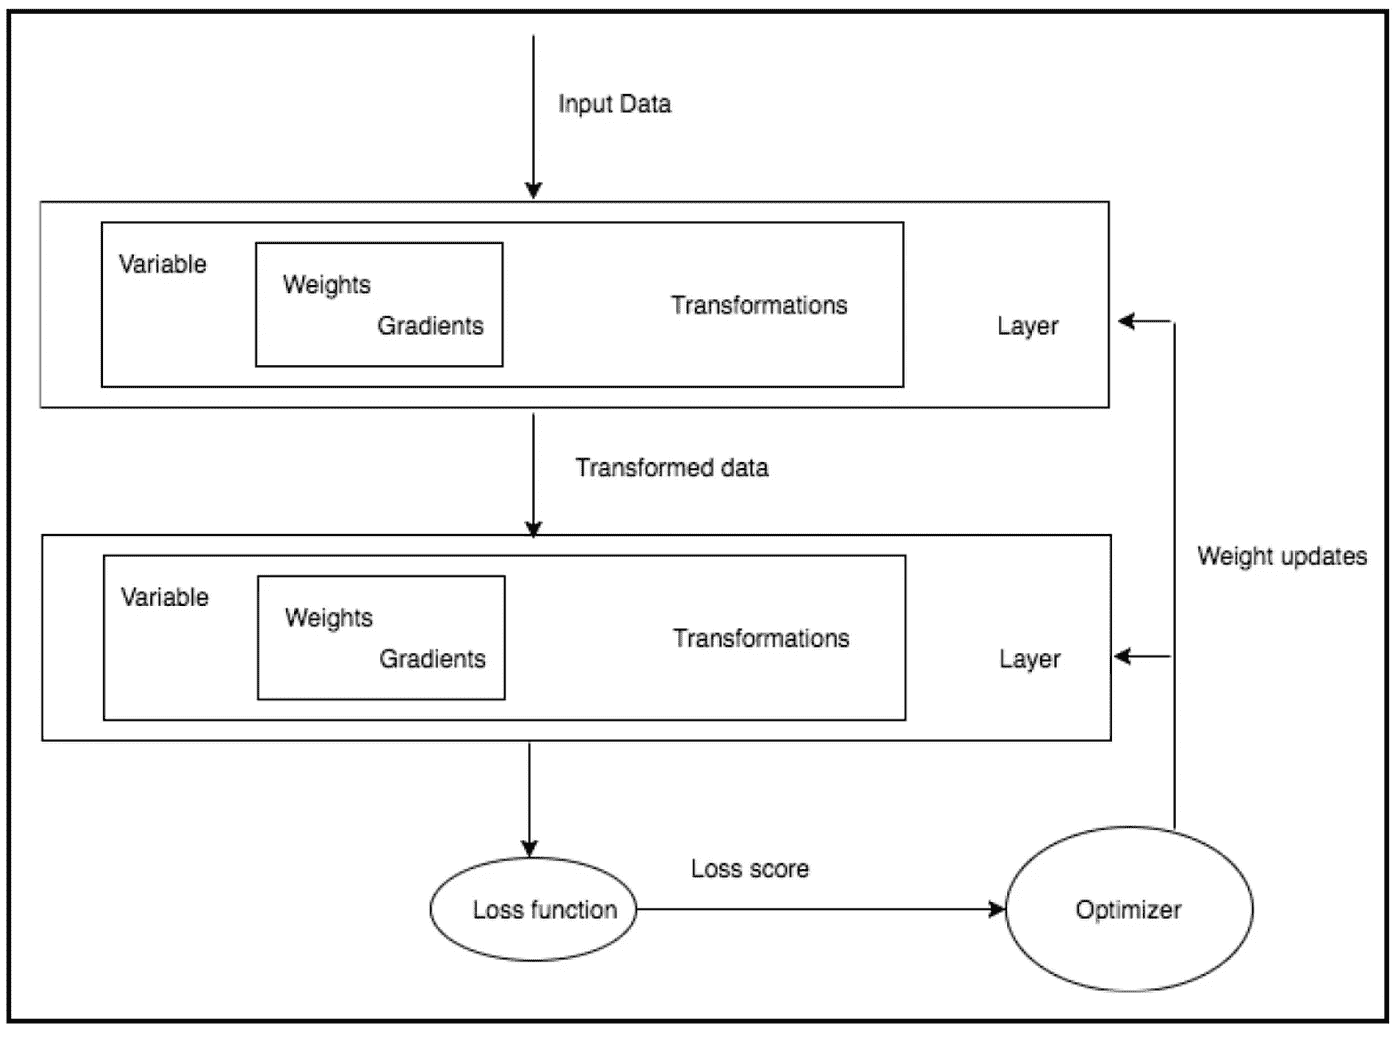 Input Data
Variable
Weights
Gradients
Transformations
Layer
Transformed data
Weight updates
Variable
Weights
Gradients
Transformations
Layer
Loss score
Loss function
Optimizer